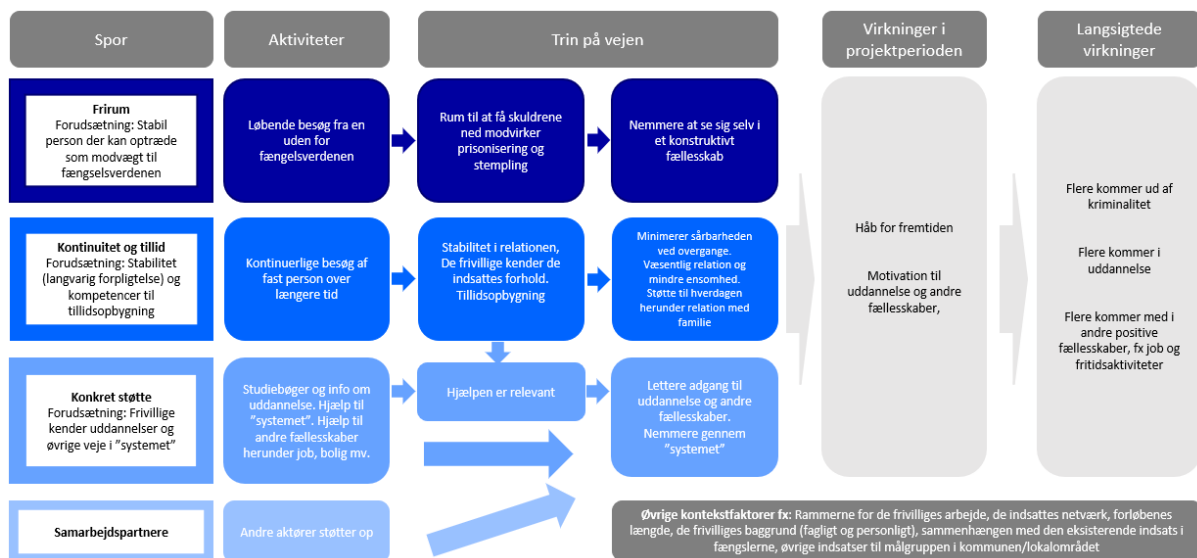 Spor
Aktiviteter
Trin på vejen
Virkninger i
projektperioden
Langsigtede
virkninger
Frirum
Forudsætning: Stabil
person der kan optræde
som modvægt til
fængselsverdenen
Løbende besøg fra en
uden for
fængelsverdenen
Rum til at få skuldrene
ned modvirker
prisonisering og
stempling
Nemmere at se sig selv i
et konstruktivt
fællesskab
Kontinuitet og tillid
Forudsætning: Stabilitet
(langvarig forpligtelse) og
kompetencer til
tillidsopbygning
Kontinuerlige besøg af
fast person over
længere tid
Stabilitet i relationen,
De frivillige kender de
indsattes forhold.
Tillidsopbygning
Minimerer sårbarheden
ved overgange.
Væsentlig relation og
mindre ensomhed.
Støtte til hverdagen
herunder relation med
familie
Konkret støtte
Forudsætning: Frivillige
kender uddannelser og
øvrige veje i ”systemet”
Studiebøger og info om
uddannelse. Hjælp til
”systemet”. Hjælp til
andre fællesskaber
herunder job, bolig mv.
Hjælpen er relevant
Lettere adgang til
uddannelse og andre
fællesskaber.
Nemmere gennem
”systemet”
Samarbejdspartnere
Andre aktører støtter op
Håb for fremtiden
Motivation til
uddannelse og andre
fællesskaber,
Flere kommer ud af
kriminalitet
Flere kommer i
uddannelse
Flere kommer med i
andre positive
fællesskaber, fx job og
fritidsaktiviteter
Øvrige kontekstfaktorer fx: Rammerne for de frivilliges arbejde, de indsattes netværk, forløbenes
længde, de frivilliges baggrund (fagligt og personligt), sammenhængen med den eksisterende indsats i
fængslerne, øvrige indsatser til målgruppen i kommunen/lokalområdet